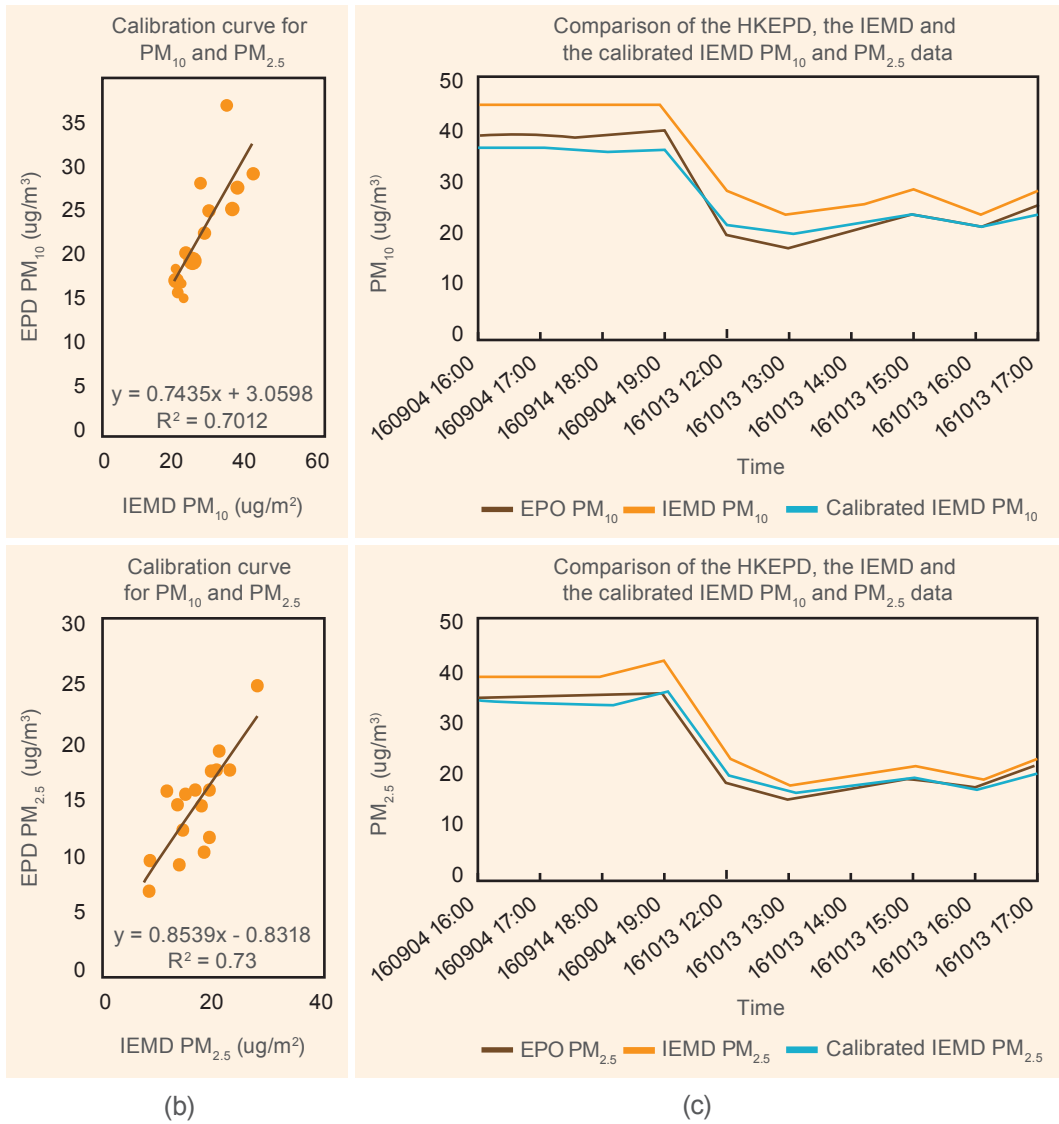 Calibration curve for
PM10 and PM2.5
EPD PM10 (ug/m³)
35
30
25
20
15
10
5
0
y = 0.7435x + 3.0598
R² = 0.7012
0 20 40 60
IEMD PM10 (ug/m²)
Comparison of the HKEPD, the IEMD and
the calibrated IEMD PM10 and PM2.5 data
PM10 (ug/m³)
50
40
30
20
10
0
160904 16:00
160904 17:00
160914 18:00
160904 19:00
161013 12:00
161013 13:00
161013 14:00
161013 15:00
161013 16:00
161013 17:00
Time
EPO PM10 IEMD PM10 Calibrated IEMD PM10
Calibration curve
for PM10 and PM2.5
EPD PM2.5 (ug/m³)
30
25
20
15
10
5
0
y = 0.8539x - 0.8318
R² = 0.73
0 20 40
IEMD PM2.5 (ug/m²)
Comparison of the HKEPD, the IEMD and
the calibrated IEMD PM10 and PM2.5 data
PM2.5 (ug/m³)
50
40
30
20
10
0
160904 16:00
160904 17:00
160914 18:00
160904 19:00
161013 12:00
161013 13:00
161013 14:00
161013 15:00
161013 16:00
161013 17:00
Time
EPO PM2.5 IEMD PM2.5 Calibrated IEMD PM2.5
(b)
(c)